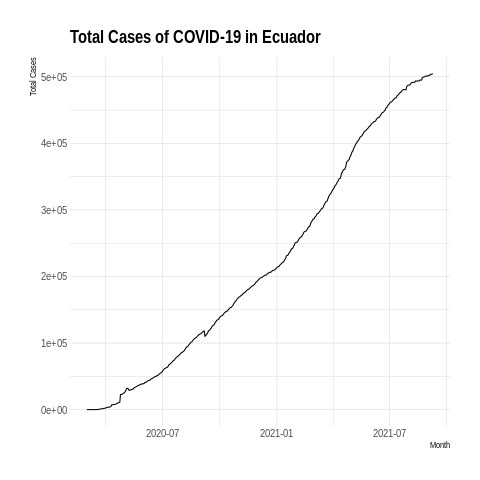 Total Cases of COVID-19 in Ecuador
Total Cases
5e+05
4e+05
3e+05
2e+05
1e+05
0e+00
2020-07
2021-01
2021-07
Month